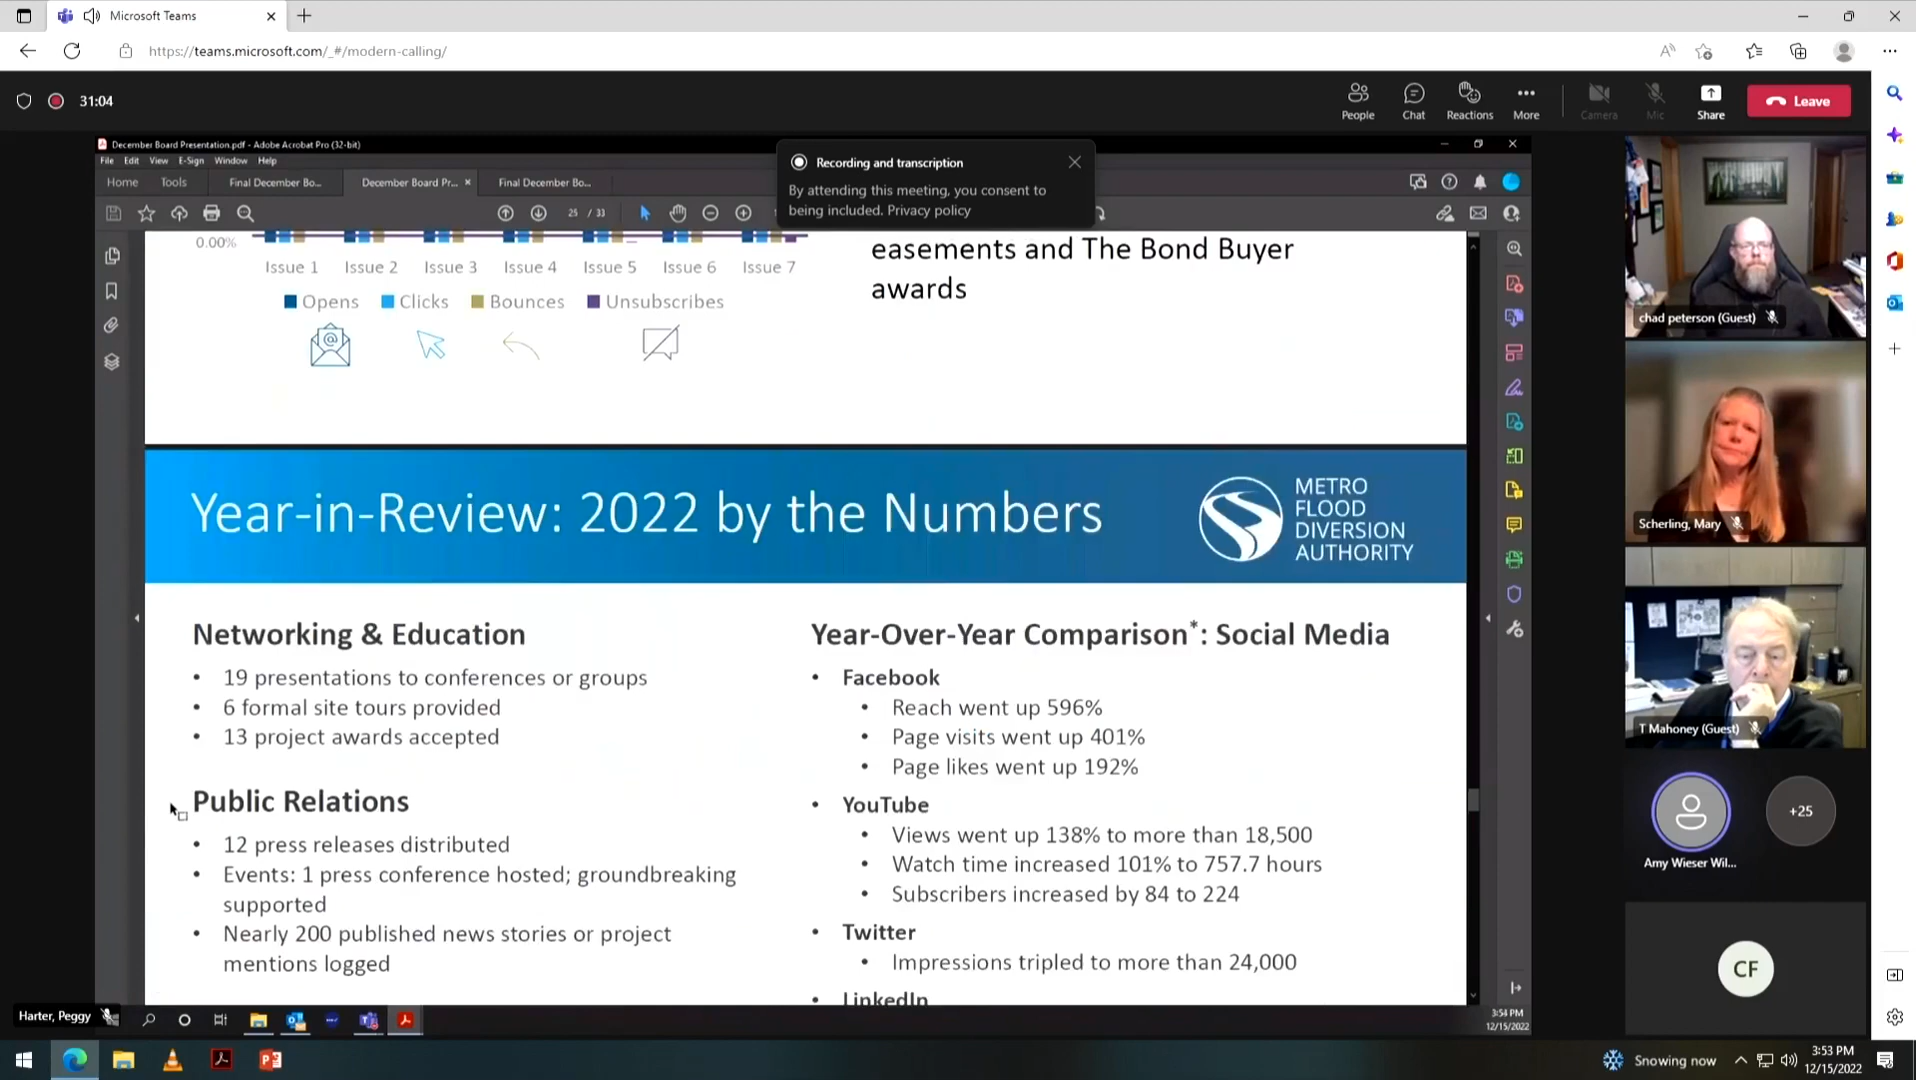 Microsoft Teams
https://teams.microsoft.com/_#/modern-calling/
31:04
People
Chat
Reactions
More
Camera
Mic
Share
Leave
December Board Presentation.pdf - Adobe Acrobat Pro (32-bit)
File Edit View E-Sign Window Help
Home
Tools
Final December Bo...
December Board Pr...
Final December Bo...
25 / 33
Recording and transcription
By attending this meeting, you consent to
being included. Privacy policy
0.00%
Issue 1 Issue 2 Issue 3 Issue 4 Issue 5 Issue 6 Issue 7
Opens Clicks Bounces Unsubscribes
easements and The Bond Buyer
awards
Year-in-Review: 2022 by the Numbers
METRO
FLOOD
DIVERSION
AUTHORITY
Networking & Education
• 19 presentations to conferences or groups
• 6 formal site tours provided
• 13 project awards accepted
Public Relations
• 12 press releases distributed
• Events: 1 press conference hosted; groundbreaking
supported
• Nearly 200 published news stories or project
mentions logged
Year-Over-Year Comparison*: Social Media
• Facebook
• Reach went up 596%
• Page visits went up 401%
• Page likes went up 192%
• YouTube
• Views went up 138% to more than 18,500
• Watch time increased 101% to 757.7 hours
• Subscribers increased by 84 to 224
• Twitter
• Impressions tripled to more than 24,000
• LinkedIn
chad peterson (Guest)
Scherling, Mary
T Mahoney (Guest)
Amy Wieser Wil...
+25
CF
Harter, Peggy
3:54 PM
12/15/2022
Snowing now
3:53 PM
12/15/2022